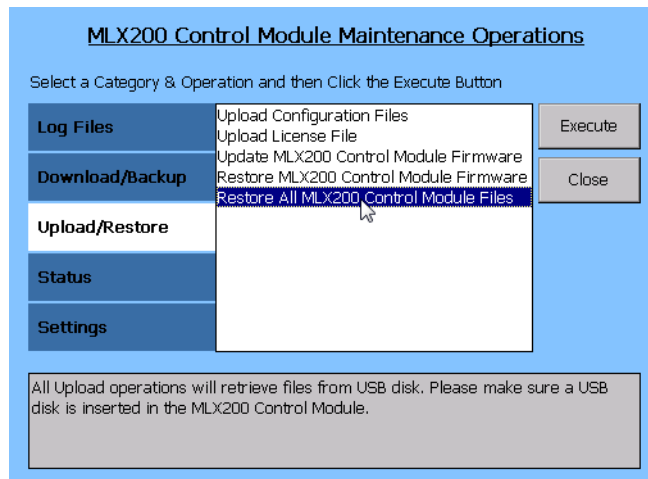 MLX200 Control Module Maintenance Operations
Select a Category & Operation and then Click the Execute Button
Log Files
Download/Backup
Upload/Restore
Status
Settings
Upload Configuration Files
Upload License File
Update MLX200 Control Module Firmware
Restore MLX200 Control Module Firmware
Restore All MLX200 Control Module Files
Execute
Close
All Upload operations will retrieve files from USB disk. Please make sure a USB
disk is inserted in the MLX200 Control Module.